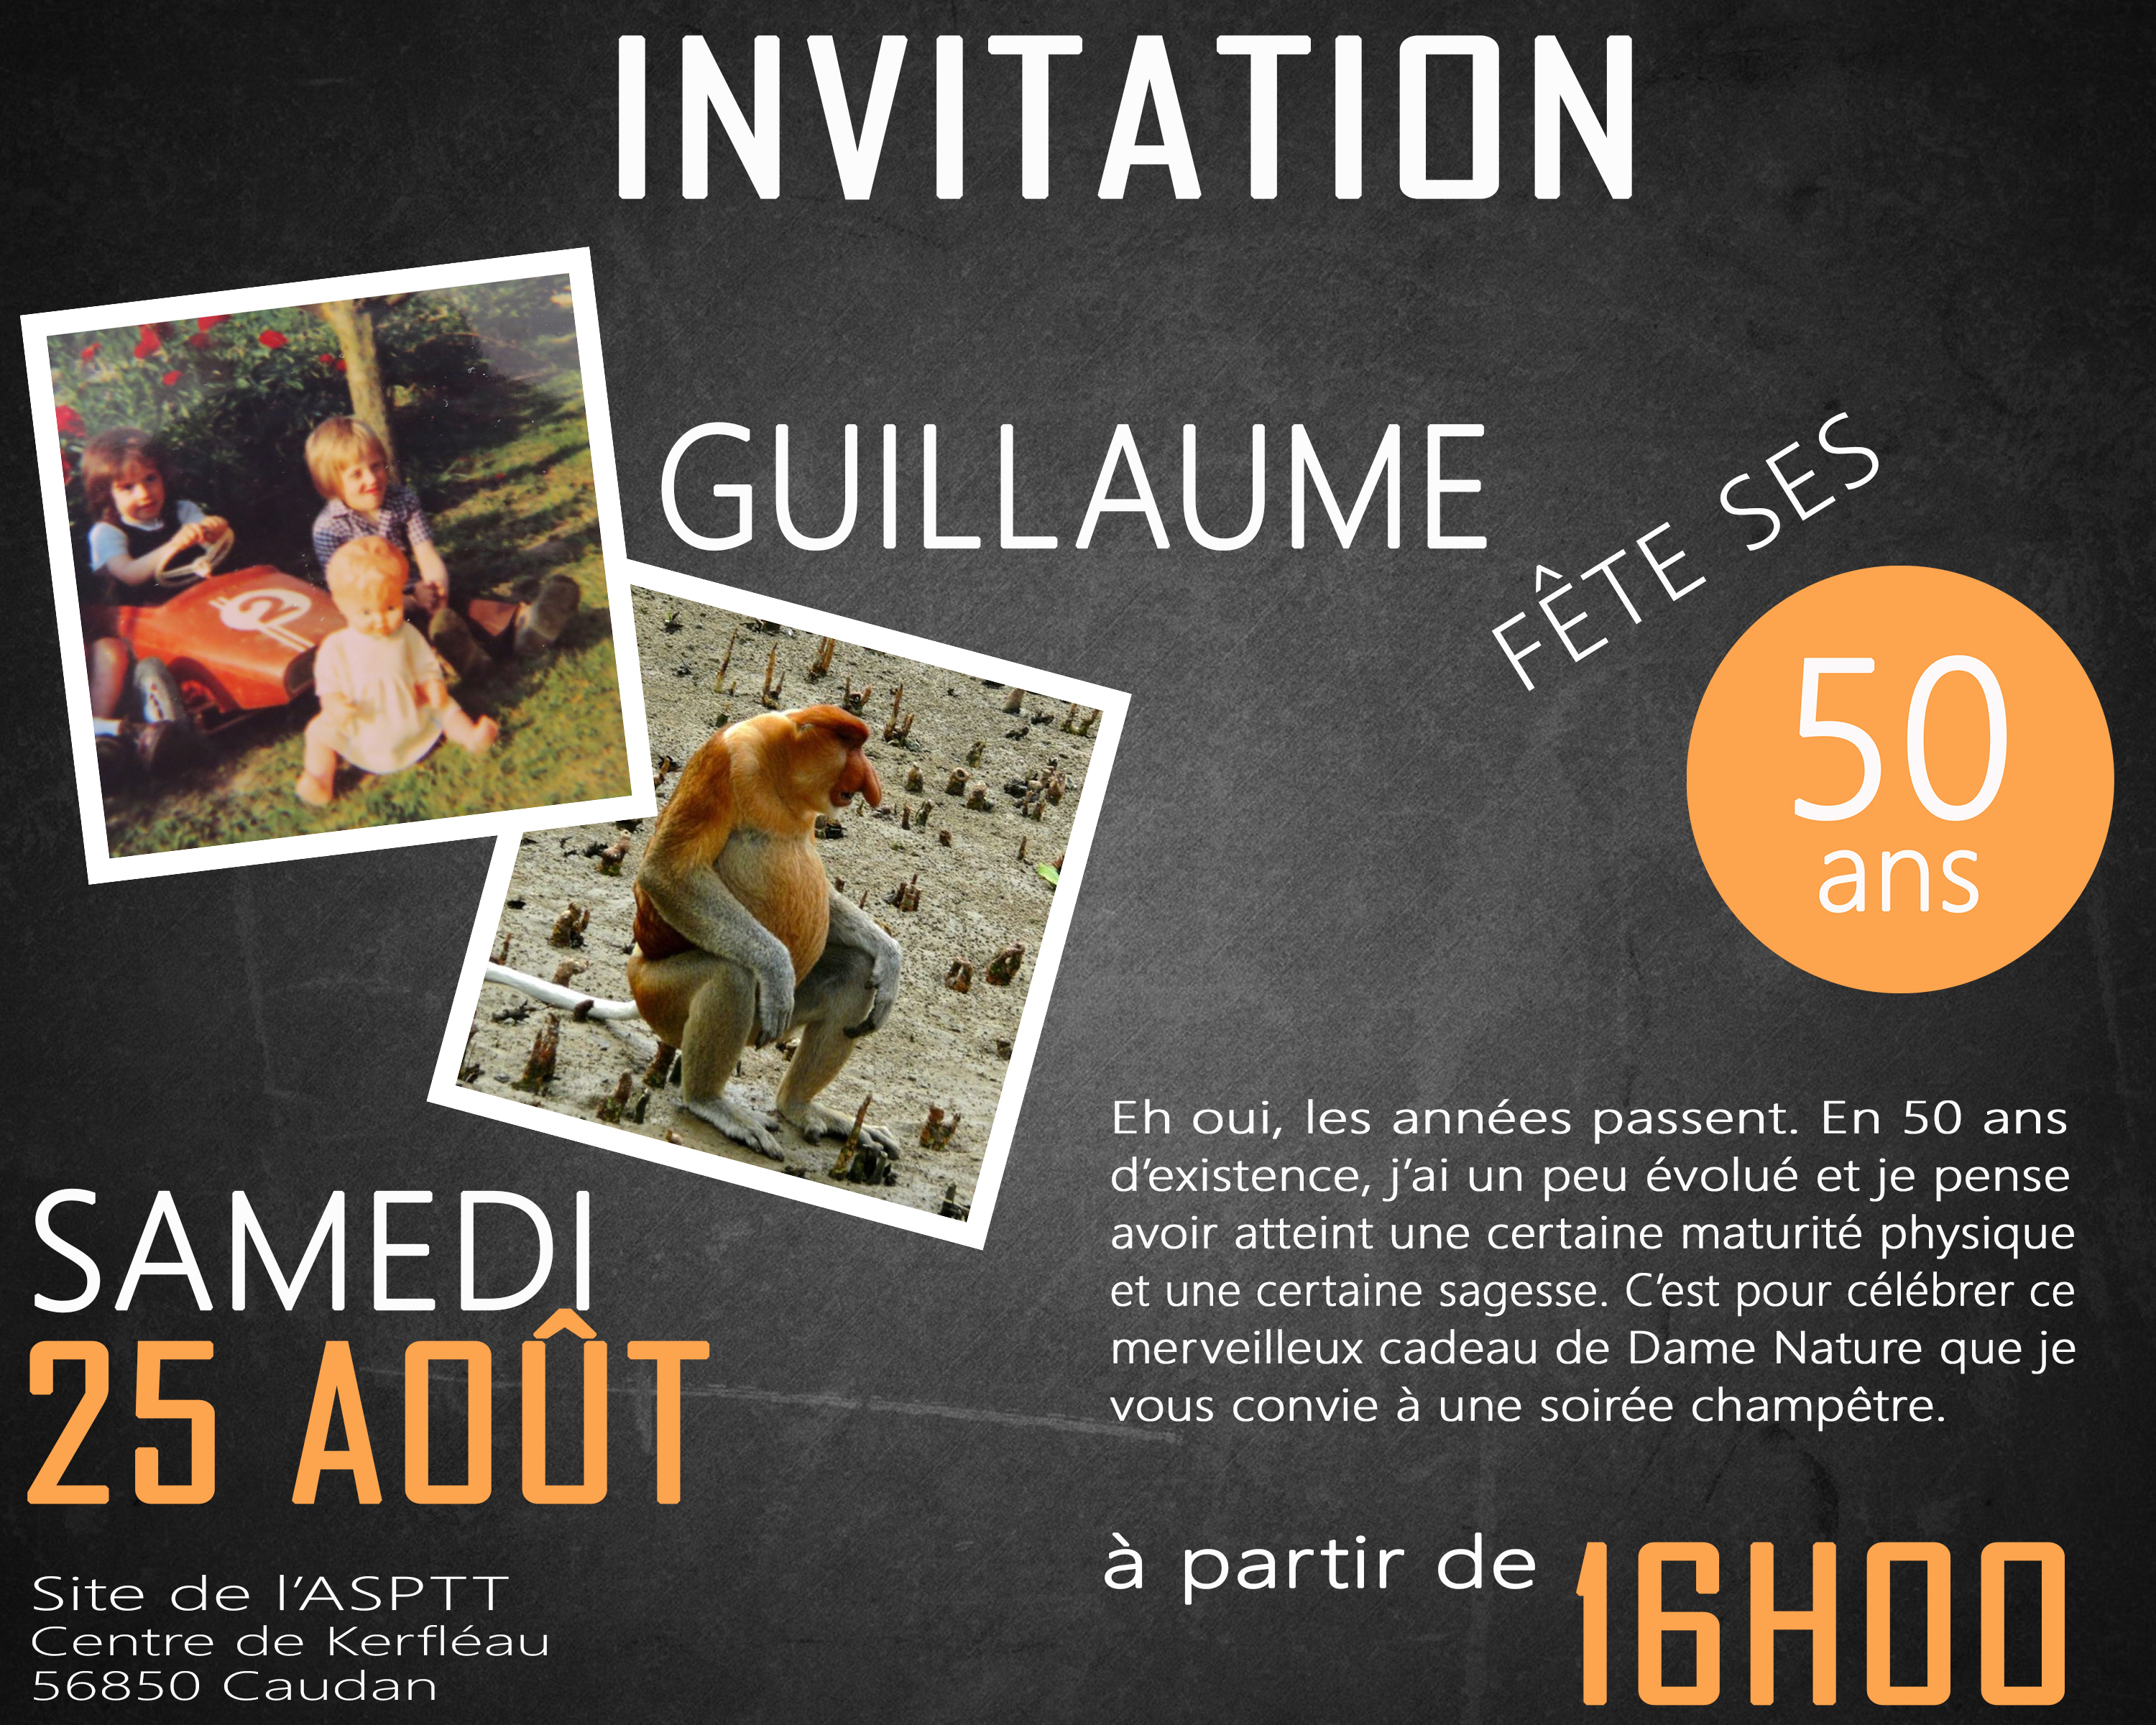 INVITATION
GUILLAUME
FÊTE SES
50
ans
2
Eh oui, les années passent. En 50 ans
d'existence, j'ai un peu évolué et je pense
avoir atteint une certaine maturité physique
et une certaine sagesse. C'est pour célébrer ce
merveilleux cadeau de Dame Nature que je
vous convie à une soirée champêtre.
SAMEDI
25 AOÛT
Site de l'ASPTT
Centre de Kerfléau
56850 Caudan
à partir de 16H00